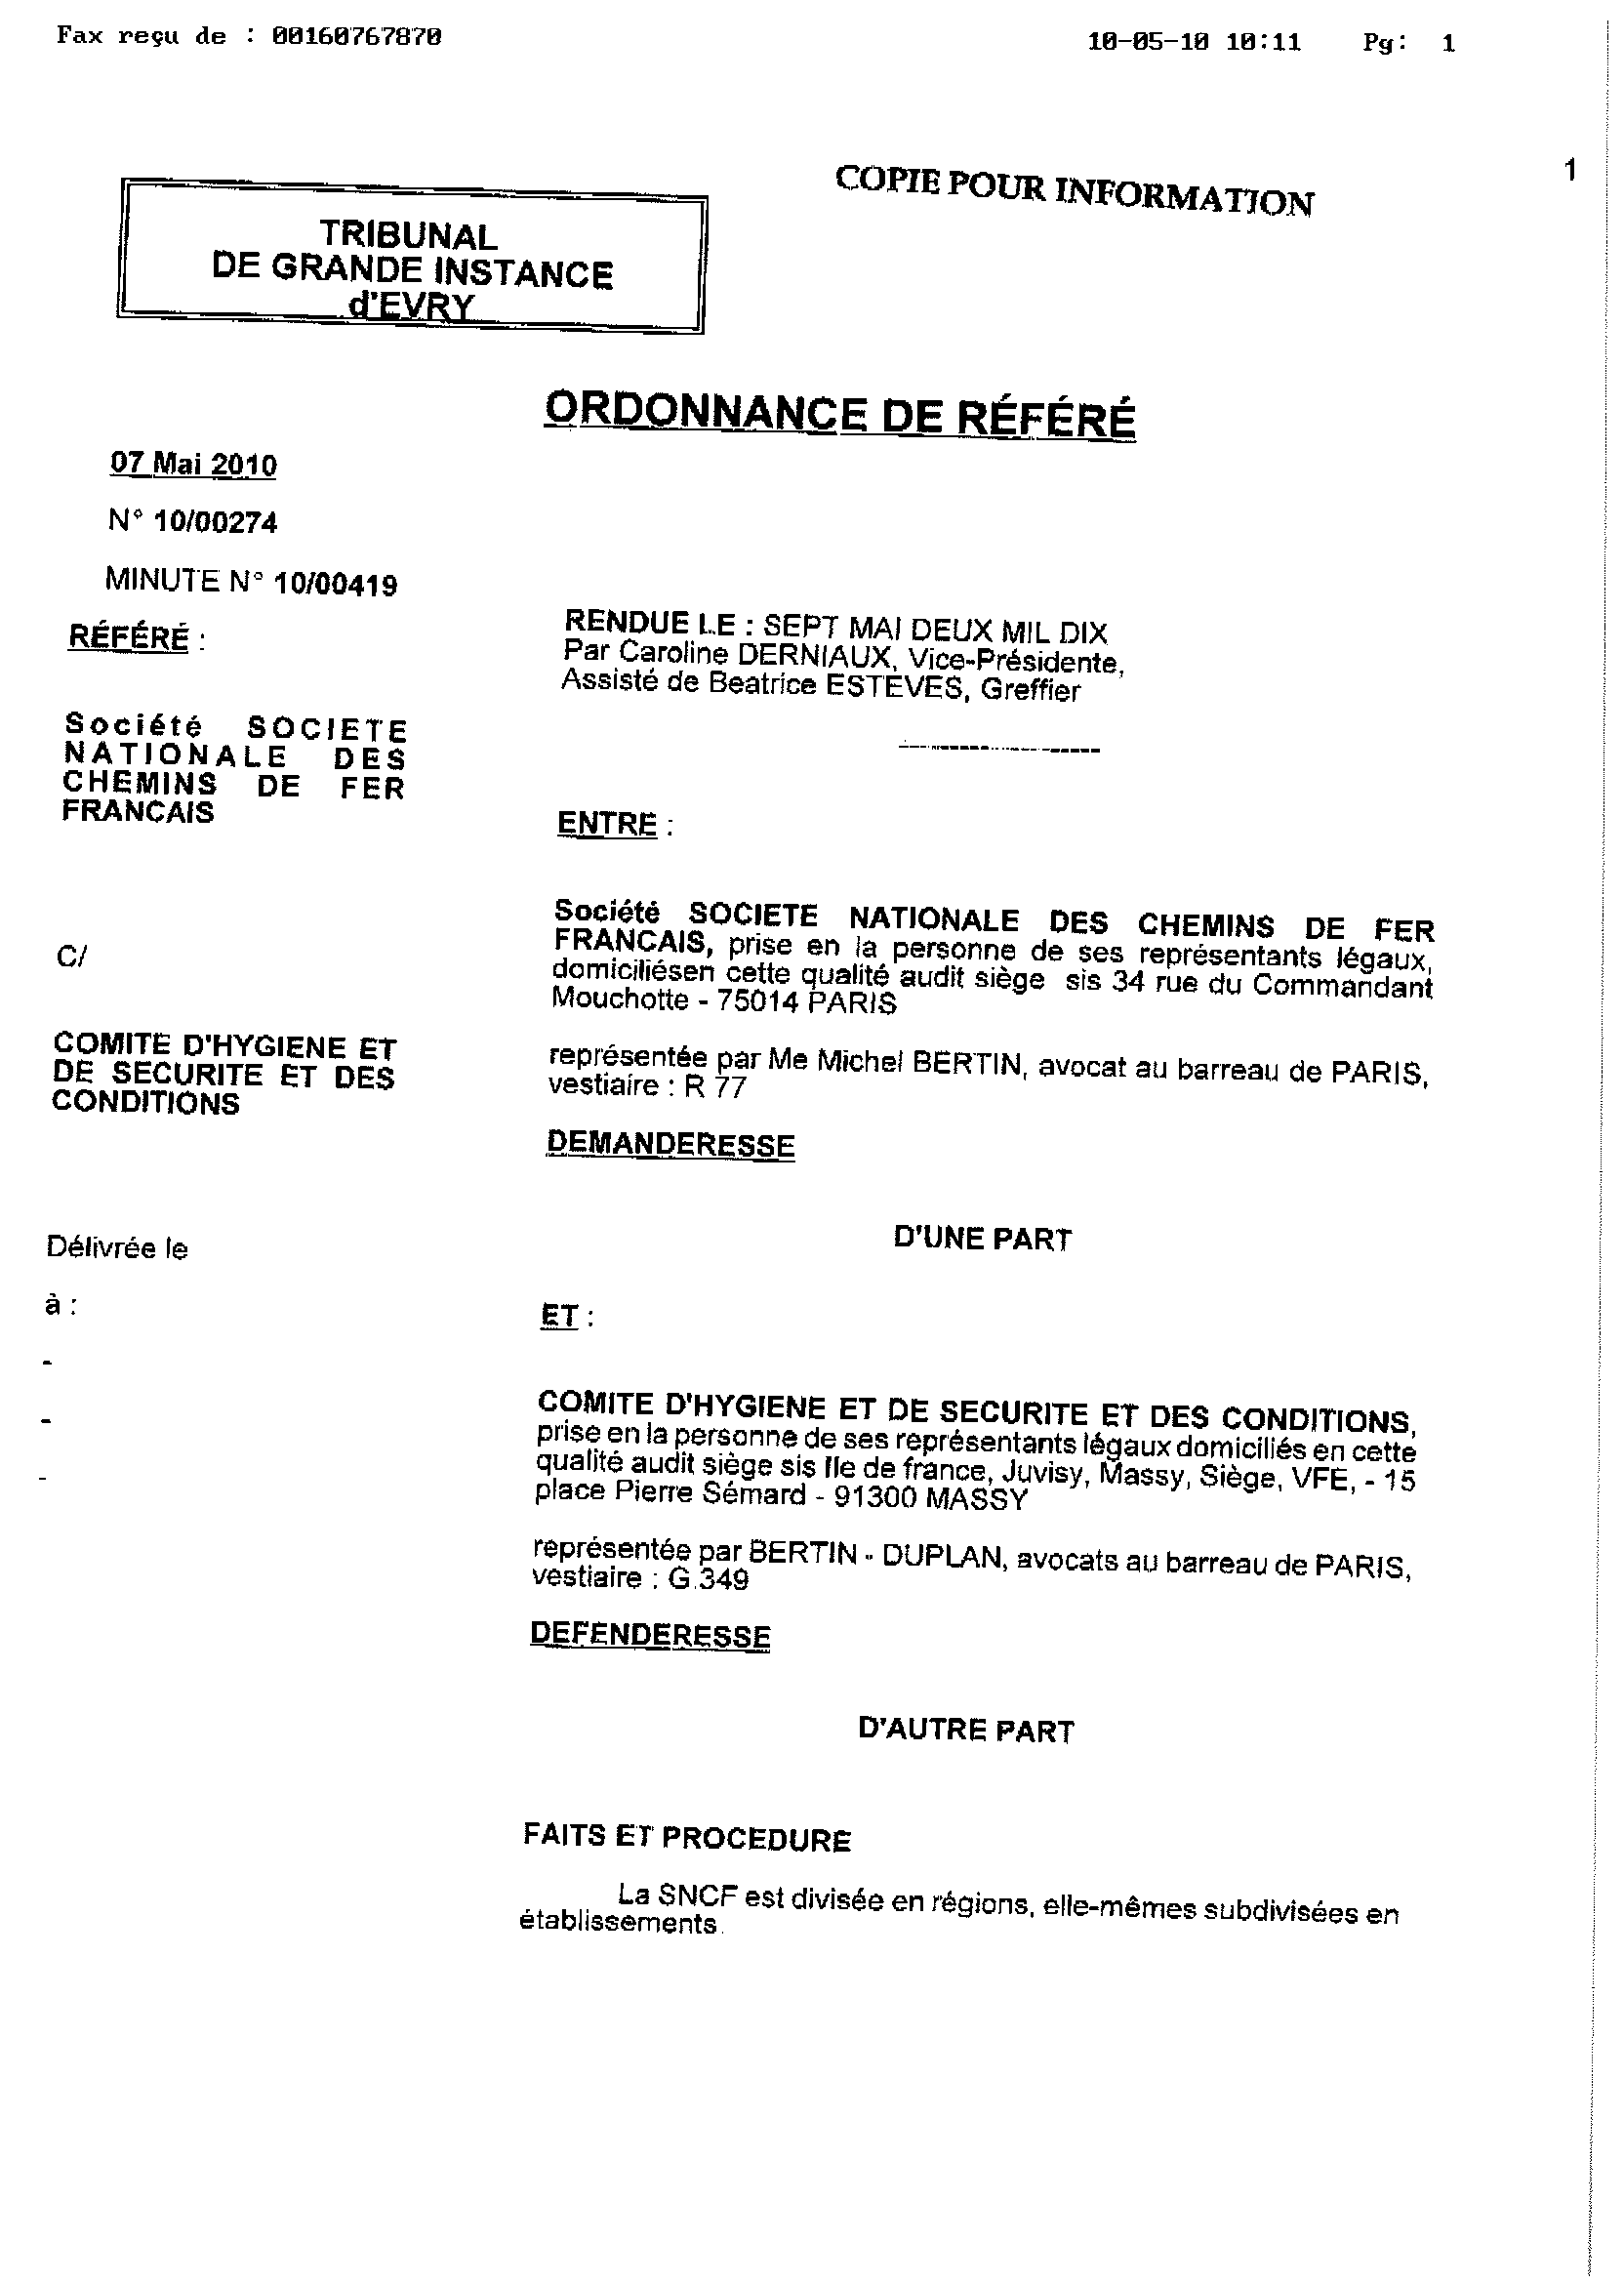 Fax reçu de : 00160767870 10-05-10 10:11 Pg: 1
1
COPIE POUR INFORMATION
TRIBUNAL
DE GRANDE INSTANCE
d'EVRY
ORDONNANCE DE RÉFÉRÉ
07 Mai 2010
N° 10/00274
MINUTE N° 10/00419
RÉFÉRÉ :
Société SOCIETE
NATIONALE DES
CHEMINS DE FER
FRANCAIS
C/
COMITE D'HYGIENE ET
DE SECURITE ET DES
CONDITIONS
Délivrée le
à :
-
-
-
RENDUE LE : SEPT MAI DEUX MIL DIX
Par Caroline DERNIAUX, Vice-Présidente,
Assisté de Beatrice ESTEVES, Greffier
ENTRE :
Société SOCIETE NATIONALE DES CHEMINS DE FER
FRANCAIS, prise en la personne de ses représentants légaux,
domiciliésen cette qualité audit siège sis 34 rue du Commandant
Mouchotte - 75014 PARIS
représentée par Me Michel BERTIN, avocat au barreau de PARIS,
vestiaire : R 77
DEMANDERESSE
D'UNE PART
ET :
COMITE D'HYGIENE ET DE SECURITE ET DES CONDITIONS,
prise en la personne de ses représentants légaux domiciliés en cette
qualité audit siège sis Ile de france, Juvisy, Massy, Siège, VFE, - 15
place Pierre Sémard - 91300 MASSY
représentée par BERTIN - DUPLAN, avocats au barreau de PARIS,
vestiaire : G.349
DEFENDERESSE
D'AUTRE PART
FAITS ET PROCEDURE
La SNCF est divisée en régions, elle-mêmes subdivisées en
établissements.